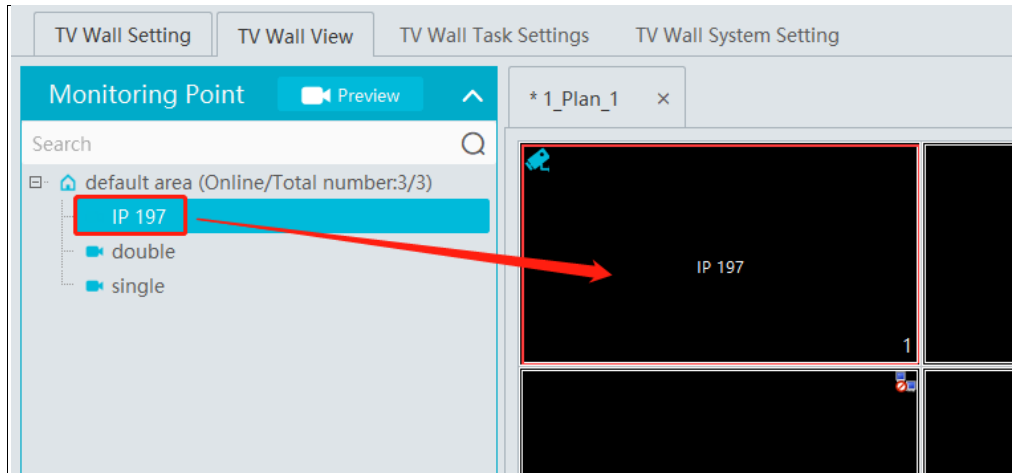 TV Wall Setting TV Wall View TV Wall Task Settings TV Wall System Setting
Monitoring Point Preview
* 1_Plan_1 ×
Search
default area (Online/Total number:3/3)
IP 197
double
single
IP 197
1